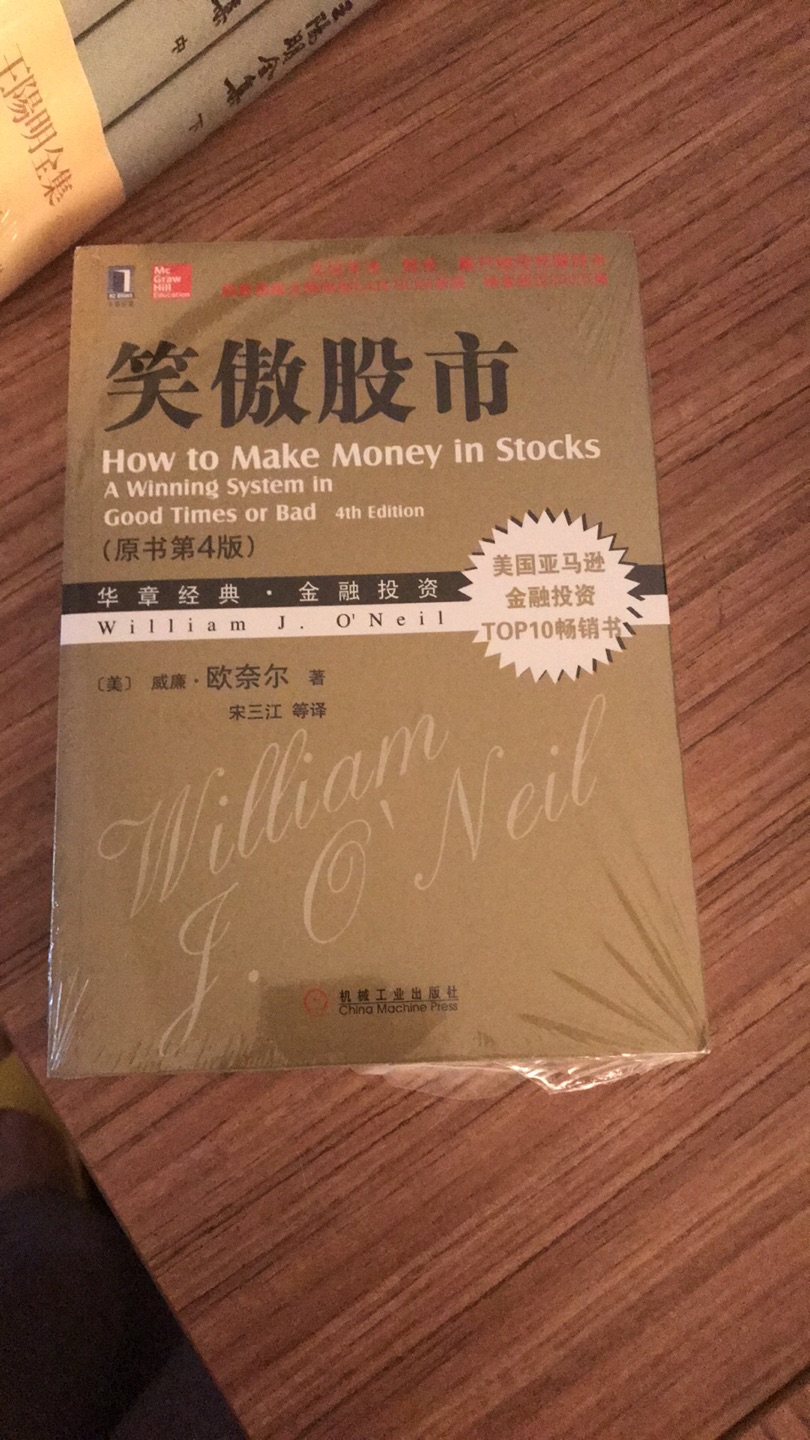 王陽明全集
中
下
Mc
Graw
Hill
Education
笑傲股市
How to Make Money in Stocks
A Winning System in
Good Times or Bad 4th Edition
（原书第4版）
华章经典·金融投资
William J. O'Neil
美国亚马逊
金融投资
TOP10畅销书
〔美〕 威廉·欧奈尔 著
宋三江 等译
William
J. O'Neil
机械工业出版社
China Machine Press